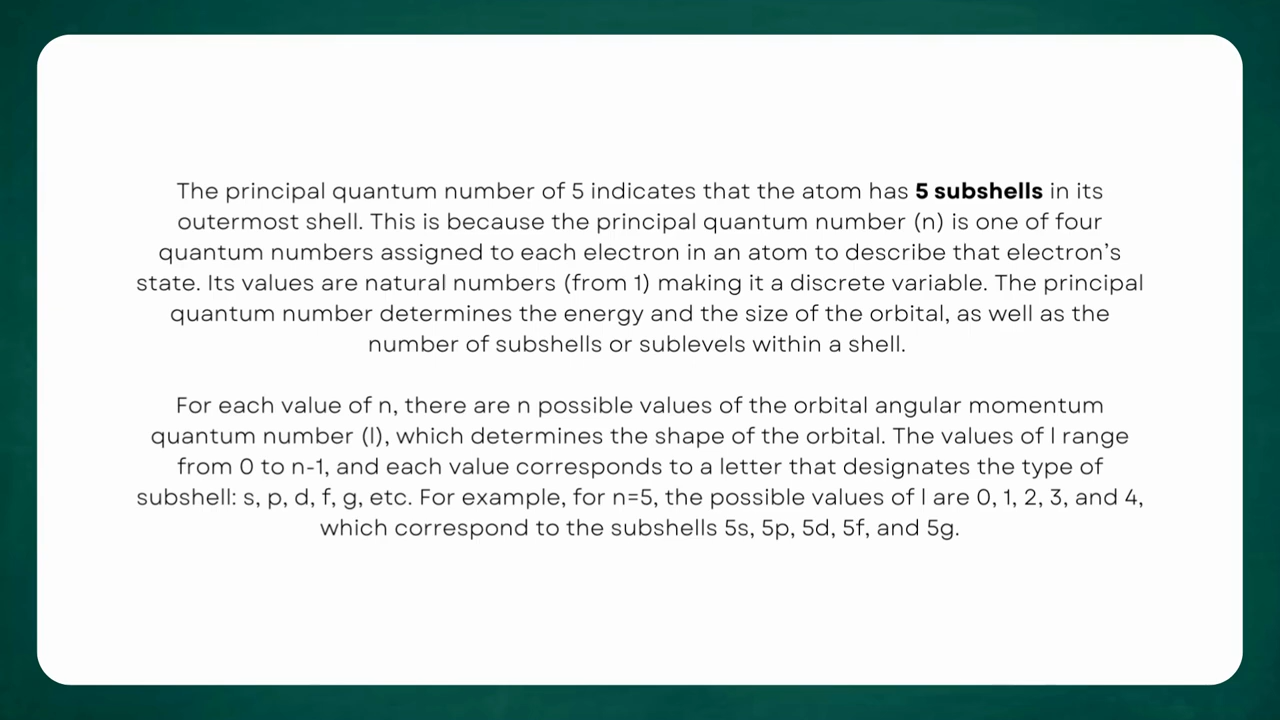 The principal quantum number of 5 indicates that the atom has 5 subshells in its
outermost shell. This is because the principal quantum number (n) is one of four
quantum numbers assigned to each electron in an atom to describe that electron's
state. Its values are natural numbers (from 1) making it a discrete variable. The principal
quantum number determines the energy and the size of the orbital, as well as the
number of subshells or sublevels within a shell.
For each value of n, there are n possible values of the orbital angular momentum
quantum number (l), which determines the shape of the orbital. The values of l range
from 0 to n-1, and each value corresponds to a letter that designates the type of
subshell: s, p, d, f, g, etc. For example, for n=5, the possible values of l are 0, 1, 2, 3, and 4,
which correspond to the subshells 5s, 5p, 5d, 5f, and 5g.